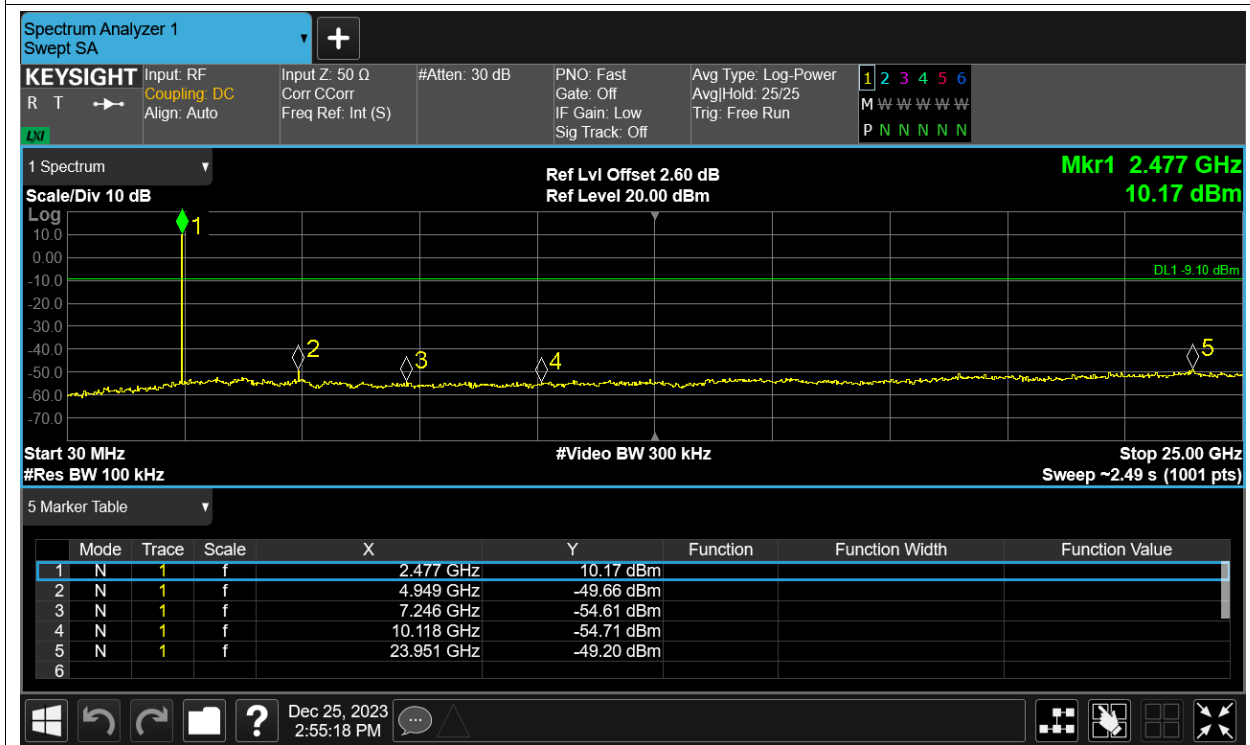 Spectrum Analyzer 1
Swept SA
+
KEYSIGHT
R T
LXI
Input: RF
Coupling: DC
Align: Auto
Input Z: 50 Ω
Corr CCorr
Freq Ref: Int (S)
#Atten: 30 dB
PNO: Fast
Gate: Off
IF Gain: Low
Sig Track: Off
Avg Type: Log-Power
Avg|Hold: 25/25
Trig: Free Run
1 2 3 4 5 6
M W W W W W
P N N N N N
1 Spectrum
Scale/Div 10 dB
Ref Lvl Offset 2.60 dB
Ref Level 20.00 dBm
Mkr1 2.477 GHz
10.17 dBm
Log
10.0
0.00
-10.0
-20.0
-30.0
-40.0
-50.0
-60.0
-70.0
1
2
3
4
5
DL1 -9.10 dBm
Start 30 MHz
#Res BW 100 kHz
#Video BW 300 kHz
Stop 25.00 GHz
Sweep ~2.49 s (1001 pts)
5 Marker Table
Mode Trace Scale X Y Function Function Width Function Value
1 N 1 f 2.477 GHz 10.17 dBm
2 N 1 f 4.949 GHz -49.66 dBm
3 N 1 f 7.246 GHz -54.61 dBm
4 N 1 f 10.118 GHz -54.71 dBm
5 N 1 f 23.951 GHz -49.20 dBm
6
?
Dec 25, 2023
2:55:18 PM